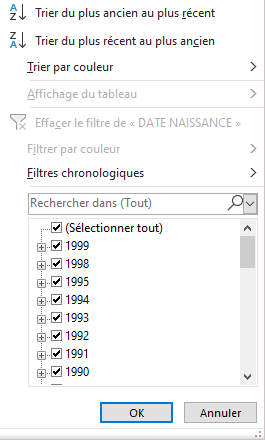 Trier du plus ancien au plus récent
Trier du plus récent au plus ancien
Trier par couleur
Affichage du tableau
Effacer le filtre de « DATE NAISSANCE »
Filtrer par couleur
Filtres chronologiques
Rechercher dans (Tout)
(Sélectionner tout)
1999
1998
1995
1994
1993
1992
1991
1990
OK
Annuler